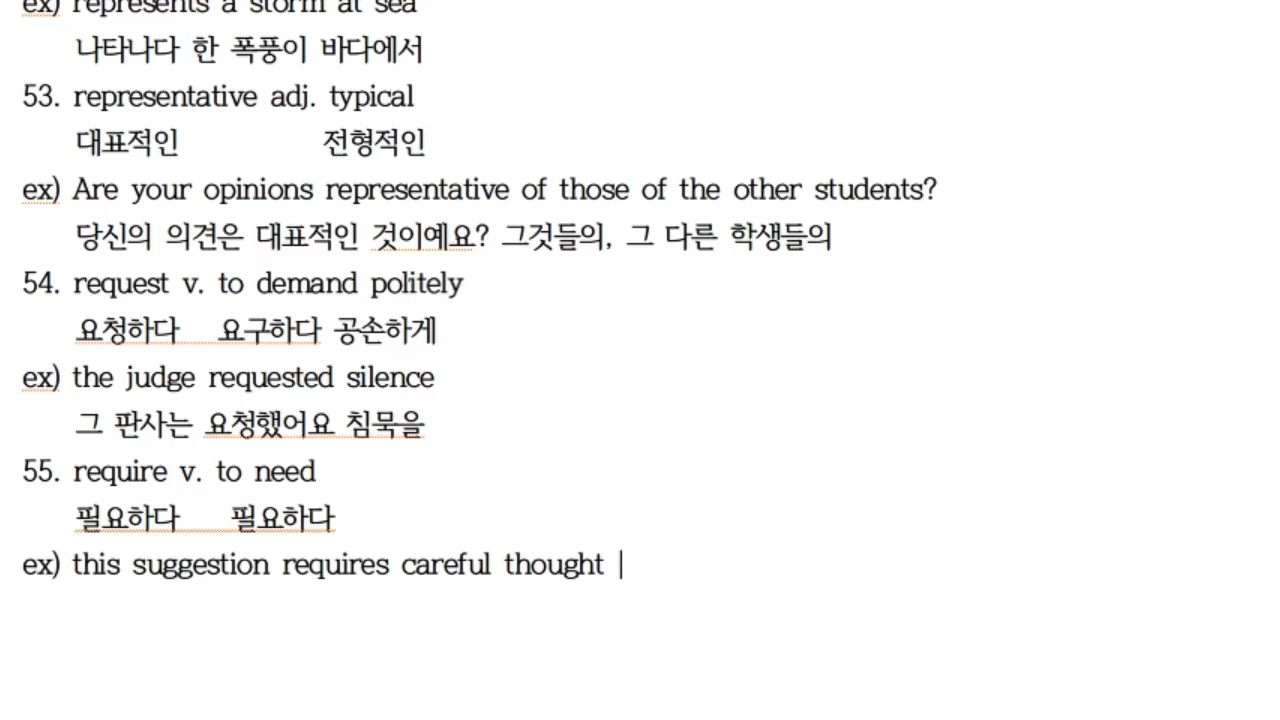 ex) represents a storm at sea
나타나다 한 폭풍이 바다에서
53. representative adj. typical
대표적인 전형적인
ex) Are your opinions representative of those of the other students?
당신의 의견은 대표적인 것이예요? 그것들의, 그 다른 학생들의
54. request v. to demand politely
요청하다 요구하다 공손하게
ex) the judge requested silence
그 판사는 요청했어요 침묵을
55. require v. to need
필요하다 필요하다
ex) this suggestion requires careful thought